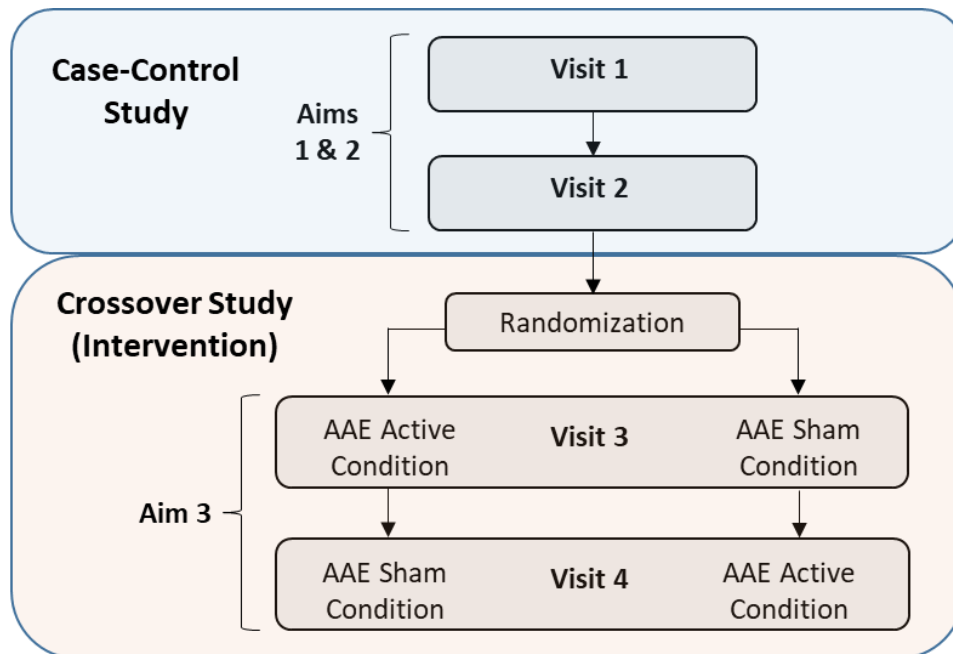 Case-Control
Study
Aims
1 & 2
Visit 1
Visit 2
Crossover Study
(Intervention)
Randomization
Aim 3
AAE Active
Condition
Visit 3
AAE Sham
Condition
AAE Sham
Condition
Visit 4
AAE Active
Condition